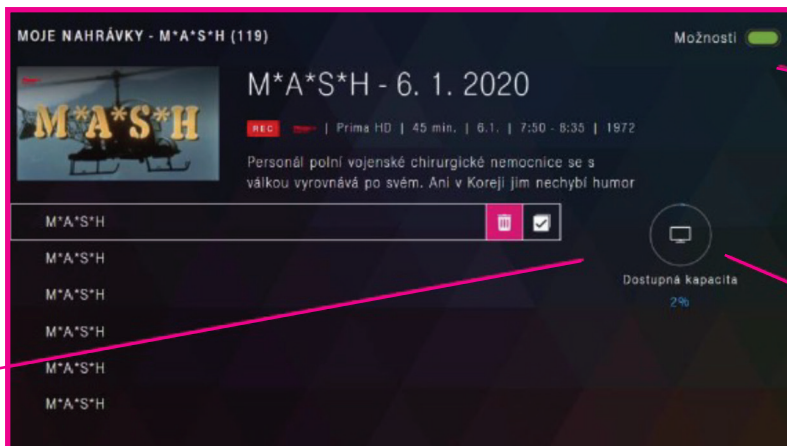 MOJE NAHRÁVKY - M*A*S*H (119)
Možnosti
M*A*S*H
M*A*S*H - 6. 1. 2020
REC | Prima HD | 45 min. | 6.1. | 7:50 - 8:35 | 1972
Personál polní vojenské chirurgické nemocnice se s
válkou vyrovnává po svém. Ani v Koreji jim nechybí humor
M*A*S*H
M*A*S*H
M*A*S*H
M*A*S*H
M*A*S*H
M*A*S*H
Dostupná kapacita
2%